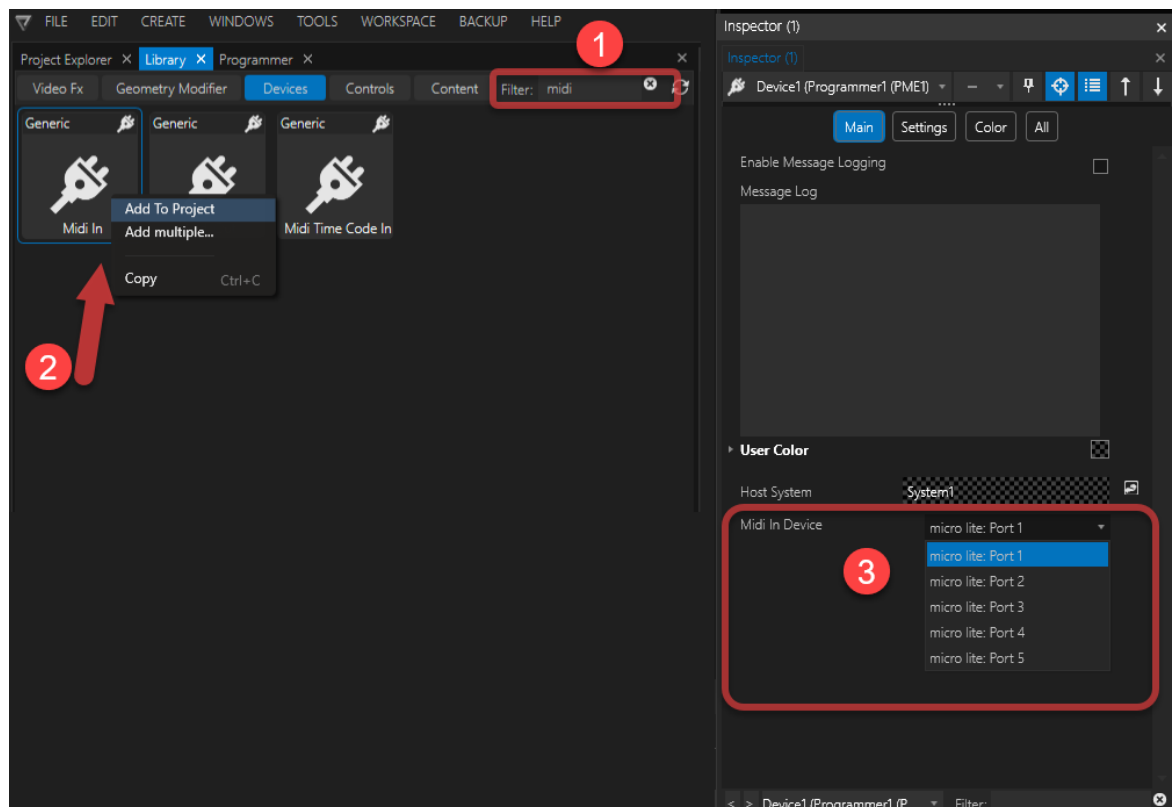 FILE EDIT CREATE WINDOWS TOOLS WORKSPACE BACKUP HELP
1
Project Explorer Library Programmer
Video Fx Geometry Modifier Devices Controls Content Filter: midi
Generic Generic Generic
Midi In Midi Time Code In
Add To Project
Add multiple...
Copy Ctrl+C
2
Inspector (1)
Inspector (1)
Device1 (Programmer1 (PME1)
Main Settings Color All
Enable Message Logging
Message Log
User Color
Host System System1
Midi In Device micro lite: Port 1
micro lite: Port 1
micro lite: Port 2
micro lite: Port 3
micro lite: Port 4
micro lite: Port 5
3
< > Device1 (Programmer1 (P Filter: